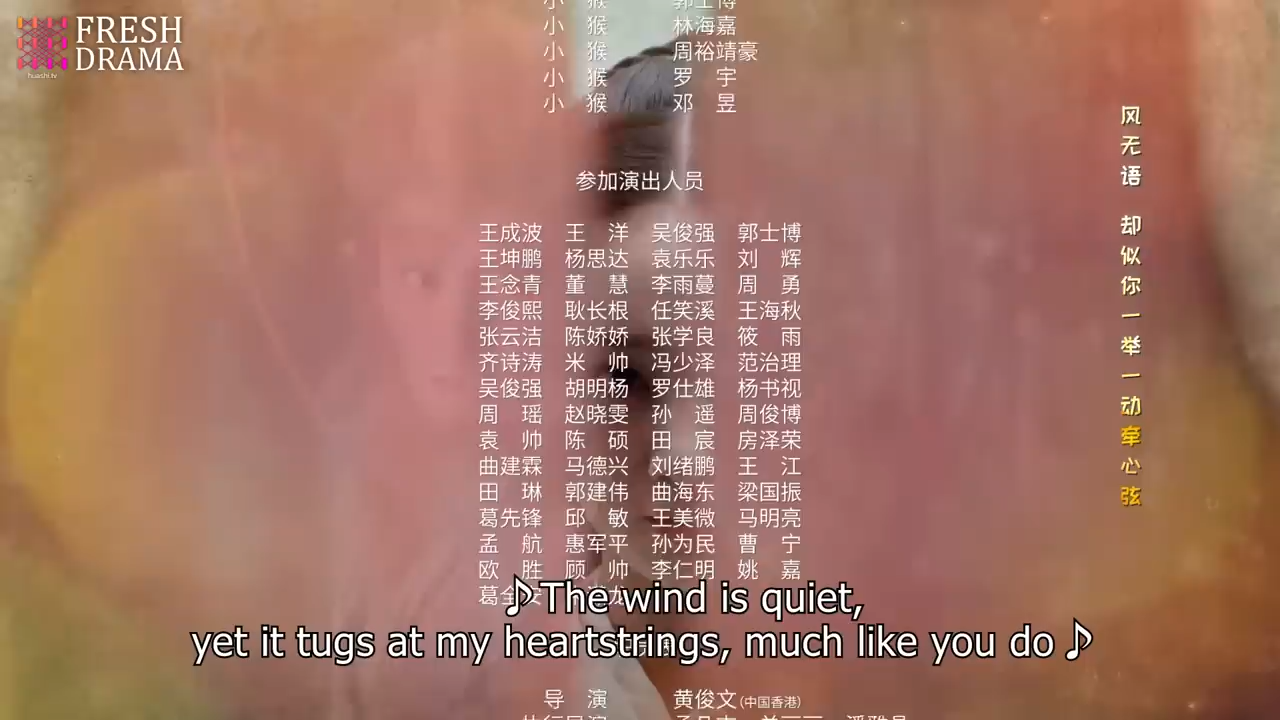 FRESH
DRAMA
huashi.tv
小 猴 林海嘉
小 猴 周裕靖豪
小 猴 罗 宇
小 猴 邓 昱
参加演出人员
王成波 王 洋 吴俊强 郭士博
王坤鹏 杨思达 袁乐乐 刘 辉
王念青 董 慧 李雨蔓 周 勇
李俊熙 耿长根 任笑溪 王海秋
张云洁 陈娇娇 张学良 筱 雨
齐诗涛 米 帅 冯少泽 范治理
吴俊强 胡明杨 罗仕雄 杨书视
周 瑶 赵晓雯 孙 遥 周俊博
袁 帅 陈 硕 田 宸 房泽荣
曲建霖 马德兴 刘绪鹏 王 江
田 琳 郭建伟 曲海东 梁国振
葛先锋 邱 敏 王美微 马明亮
孟 航 惠军平 孙为民 曹 宁
欧 胜 顾 帅 李仁明 姚 嘉
导 演 黄俊文(中国香港)
风无语 却似你一举一动牵心弦
♪The wind is quiet,
yet it tugs at my heartstrings, much like you do♪